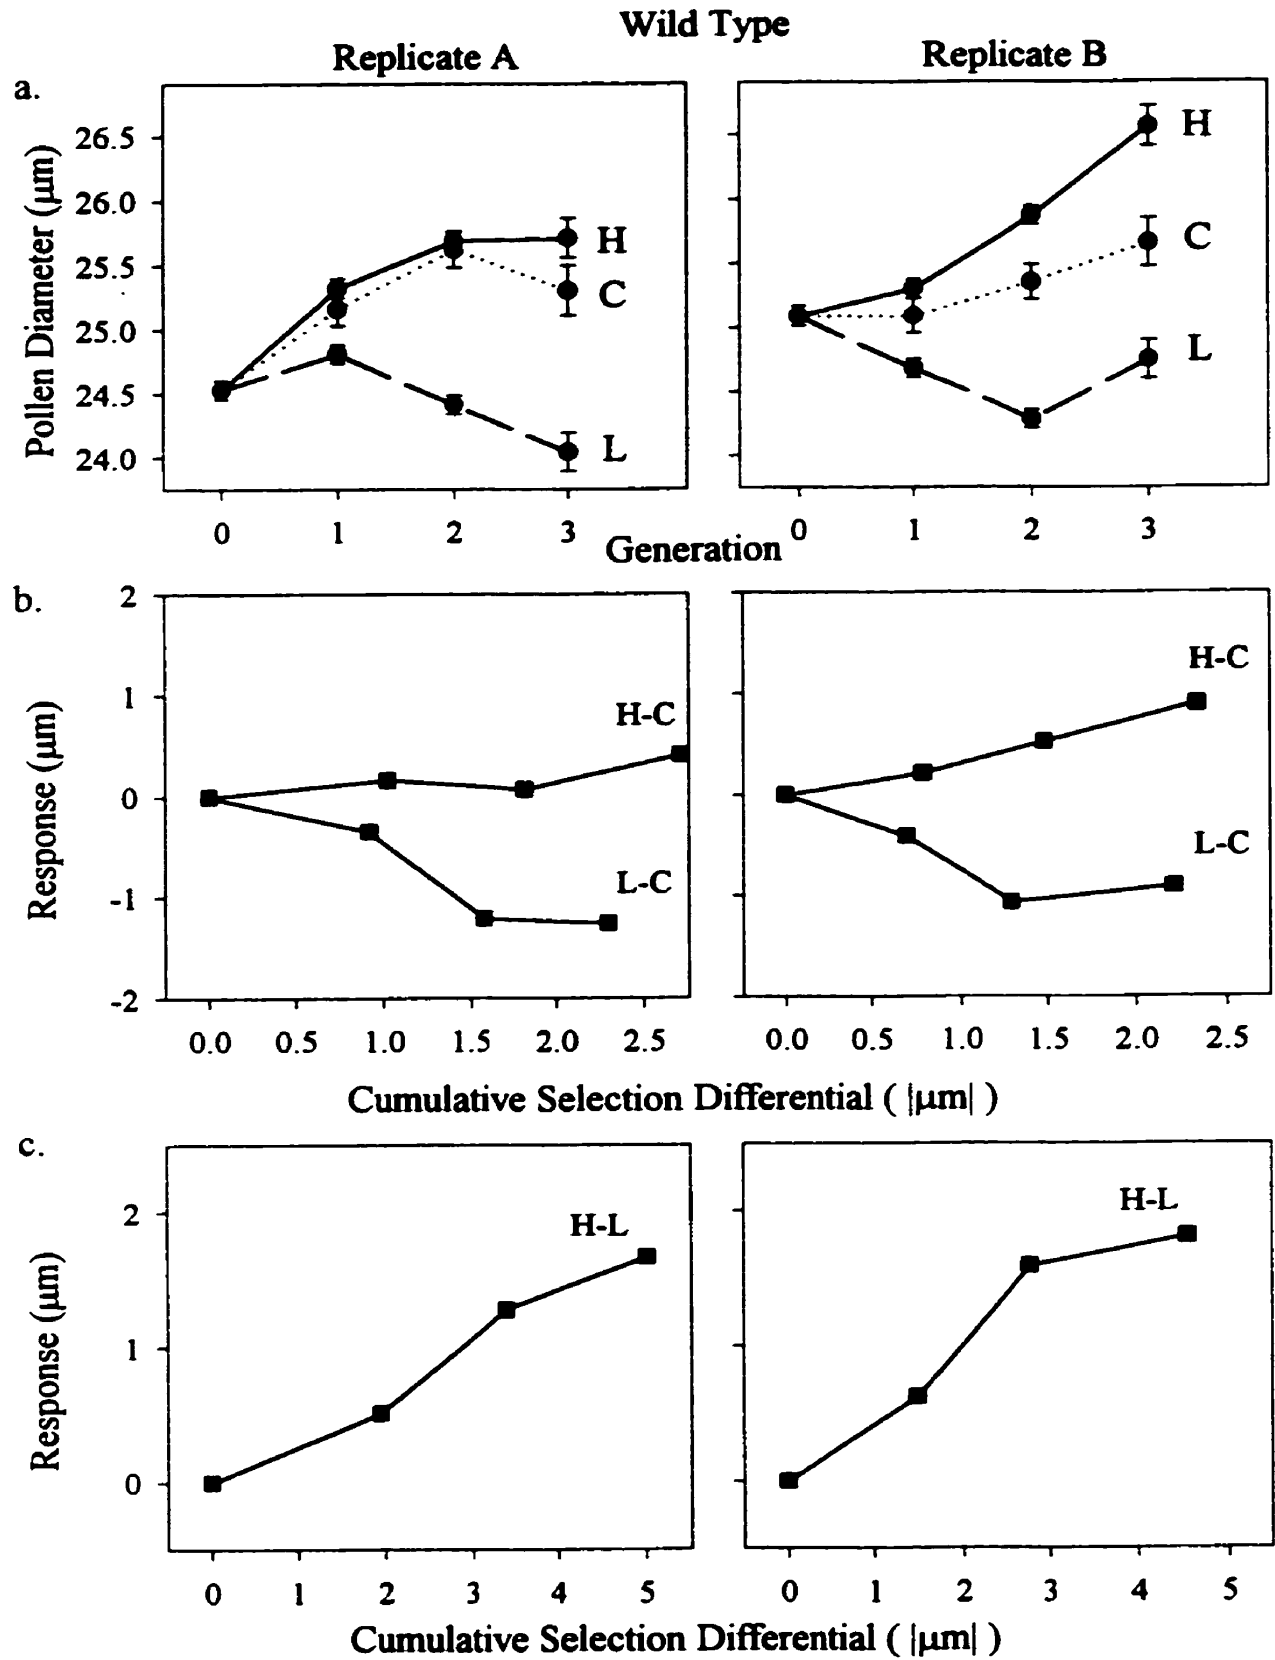 Wild Type
Replicate A Replicate B
a.
Pollen Diameter (μm)
26.5
26.0
25.5
25.0
24.5
24.0
H
C
L
H
C
L
0 1 2 3
0 1 2 3
Generation
b.
Response (μm)
2
1
0
-1
-2
H-C
L-C
H-C
L-C
0.0 0.5 1.0 1.5 2.0 2.5
0.0 0.5 1.0 1.5 2.0 2.5
Cumulative Selection Differential ( |μm| )
c.
Response (μm)
2
1
0
H-L
H-L
0 1 2 3 4 5
0 1 2 3 4 5
Cumulative Selection Differential ( |μm| )